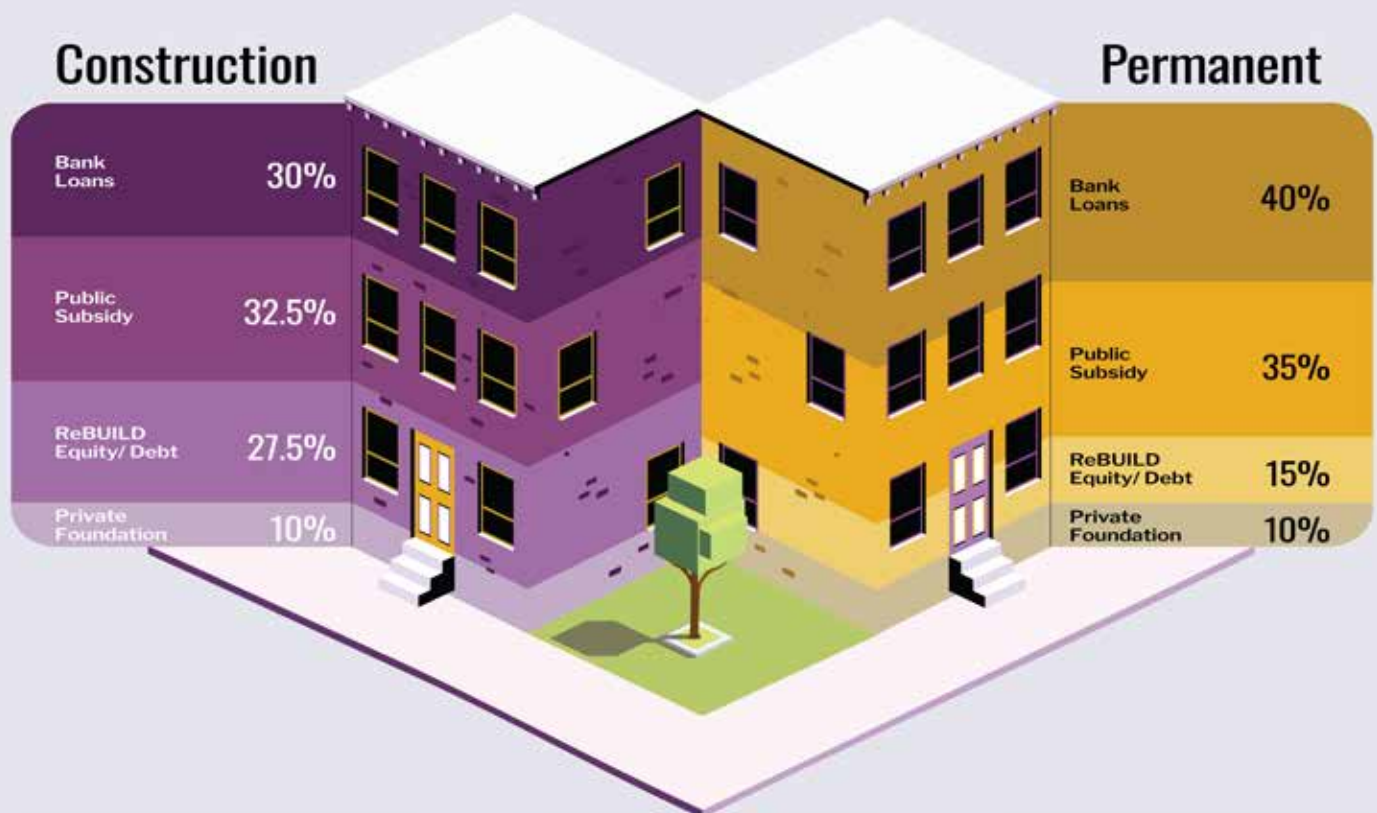 Construction
Bank
Loans
30%
Public
Subsidy
32.5%
ReBUILD
Equity/ Debt
27.5%
Private
Foundation
10%
Permanent
Bank
Loans
40%
Public
Subsidy
35%
ReBUILD
Equity/ Debt
15%
Private
Foundation
10%